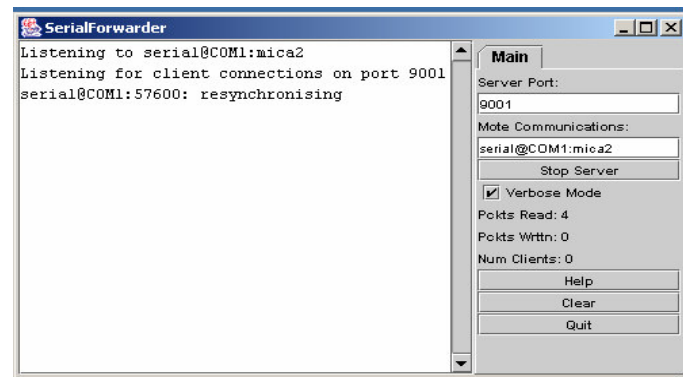 SerialForwarder
Listening to serial@COM1:mica2
Listening for client connections on port 9001
serial@COM1:57600: resynchronising
Main
Server Port:
9001
Mote Communications:
serial@COM1:mica2
Stop Server
Verbose Mode
Pckts Read: 4
Pckts Wrttn: 0
Num Clients: 0
Help
Clear
Quit